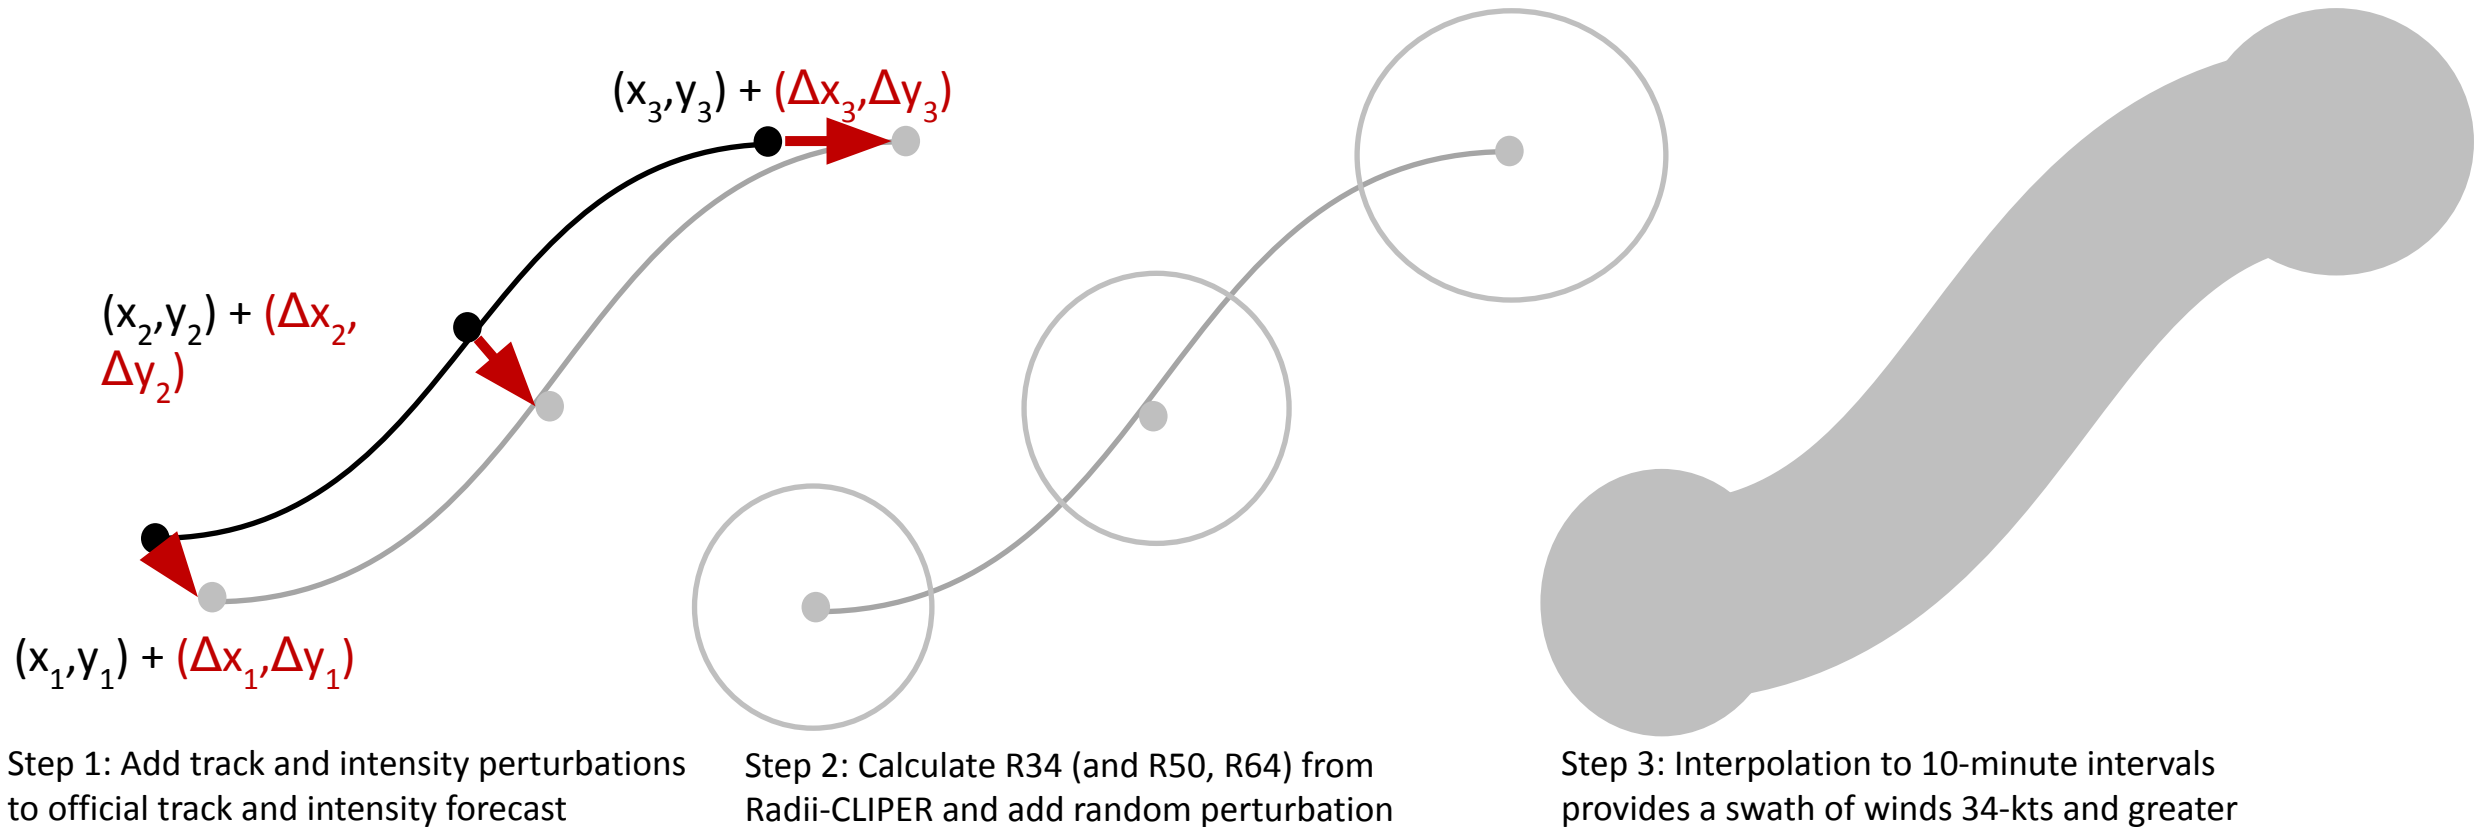 (x3,y3) + (Δx3,Δy3)
(x2,y2) + (Δx2,
Δy2)
(x1,y1) + (Δx1,Δy1)
Step 1: Add track and intensity perturbations
to official track and intensity forecast
Step 2: Calculate R34 (and R50, R64) from
Radii-CLIPER and add random perturbation
Step 3: Interpolation to 10-minute intervals
provides a swath of winds 34-kts and greater